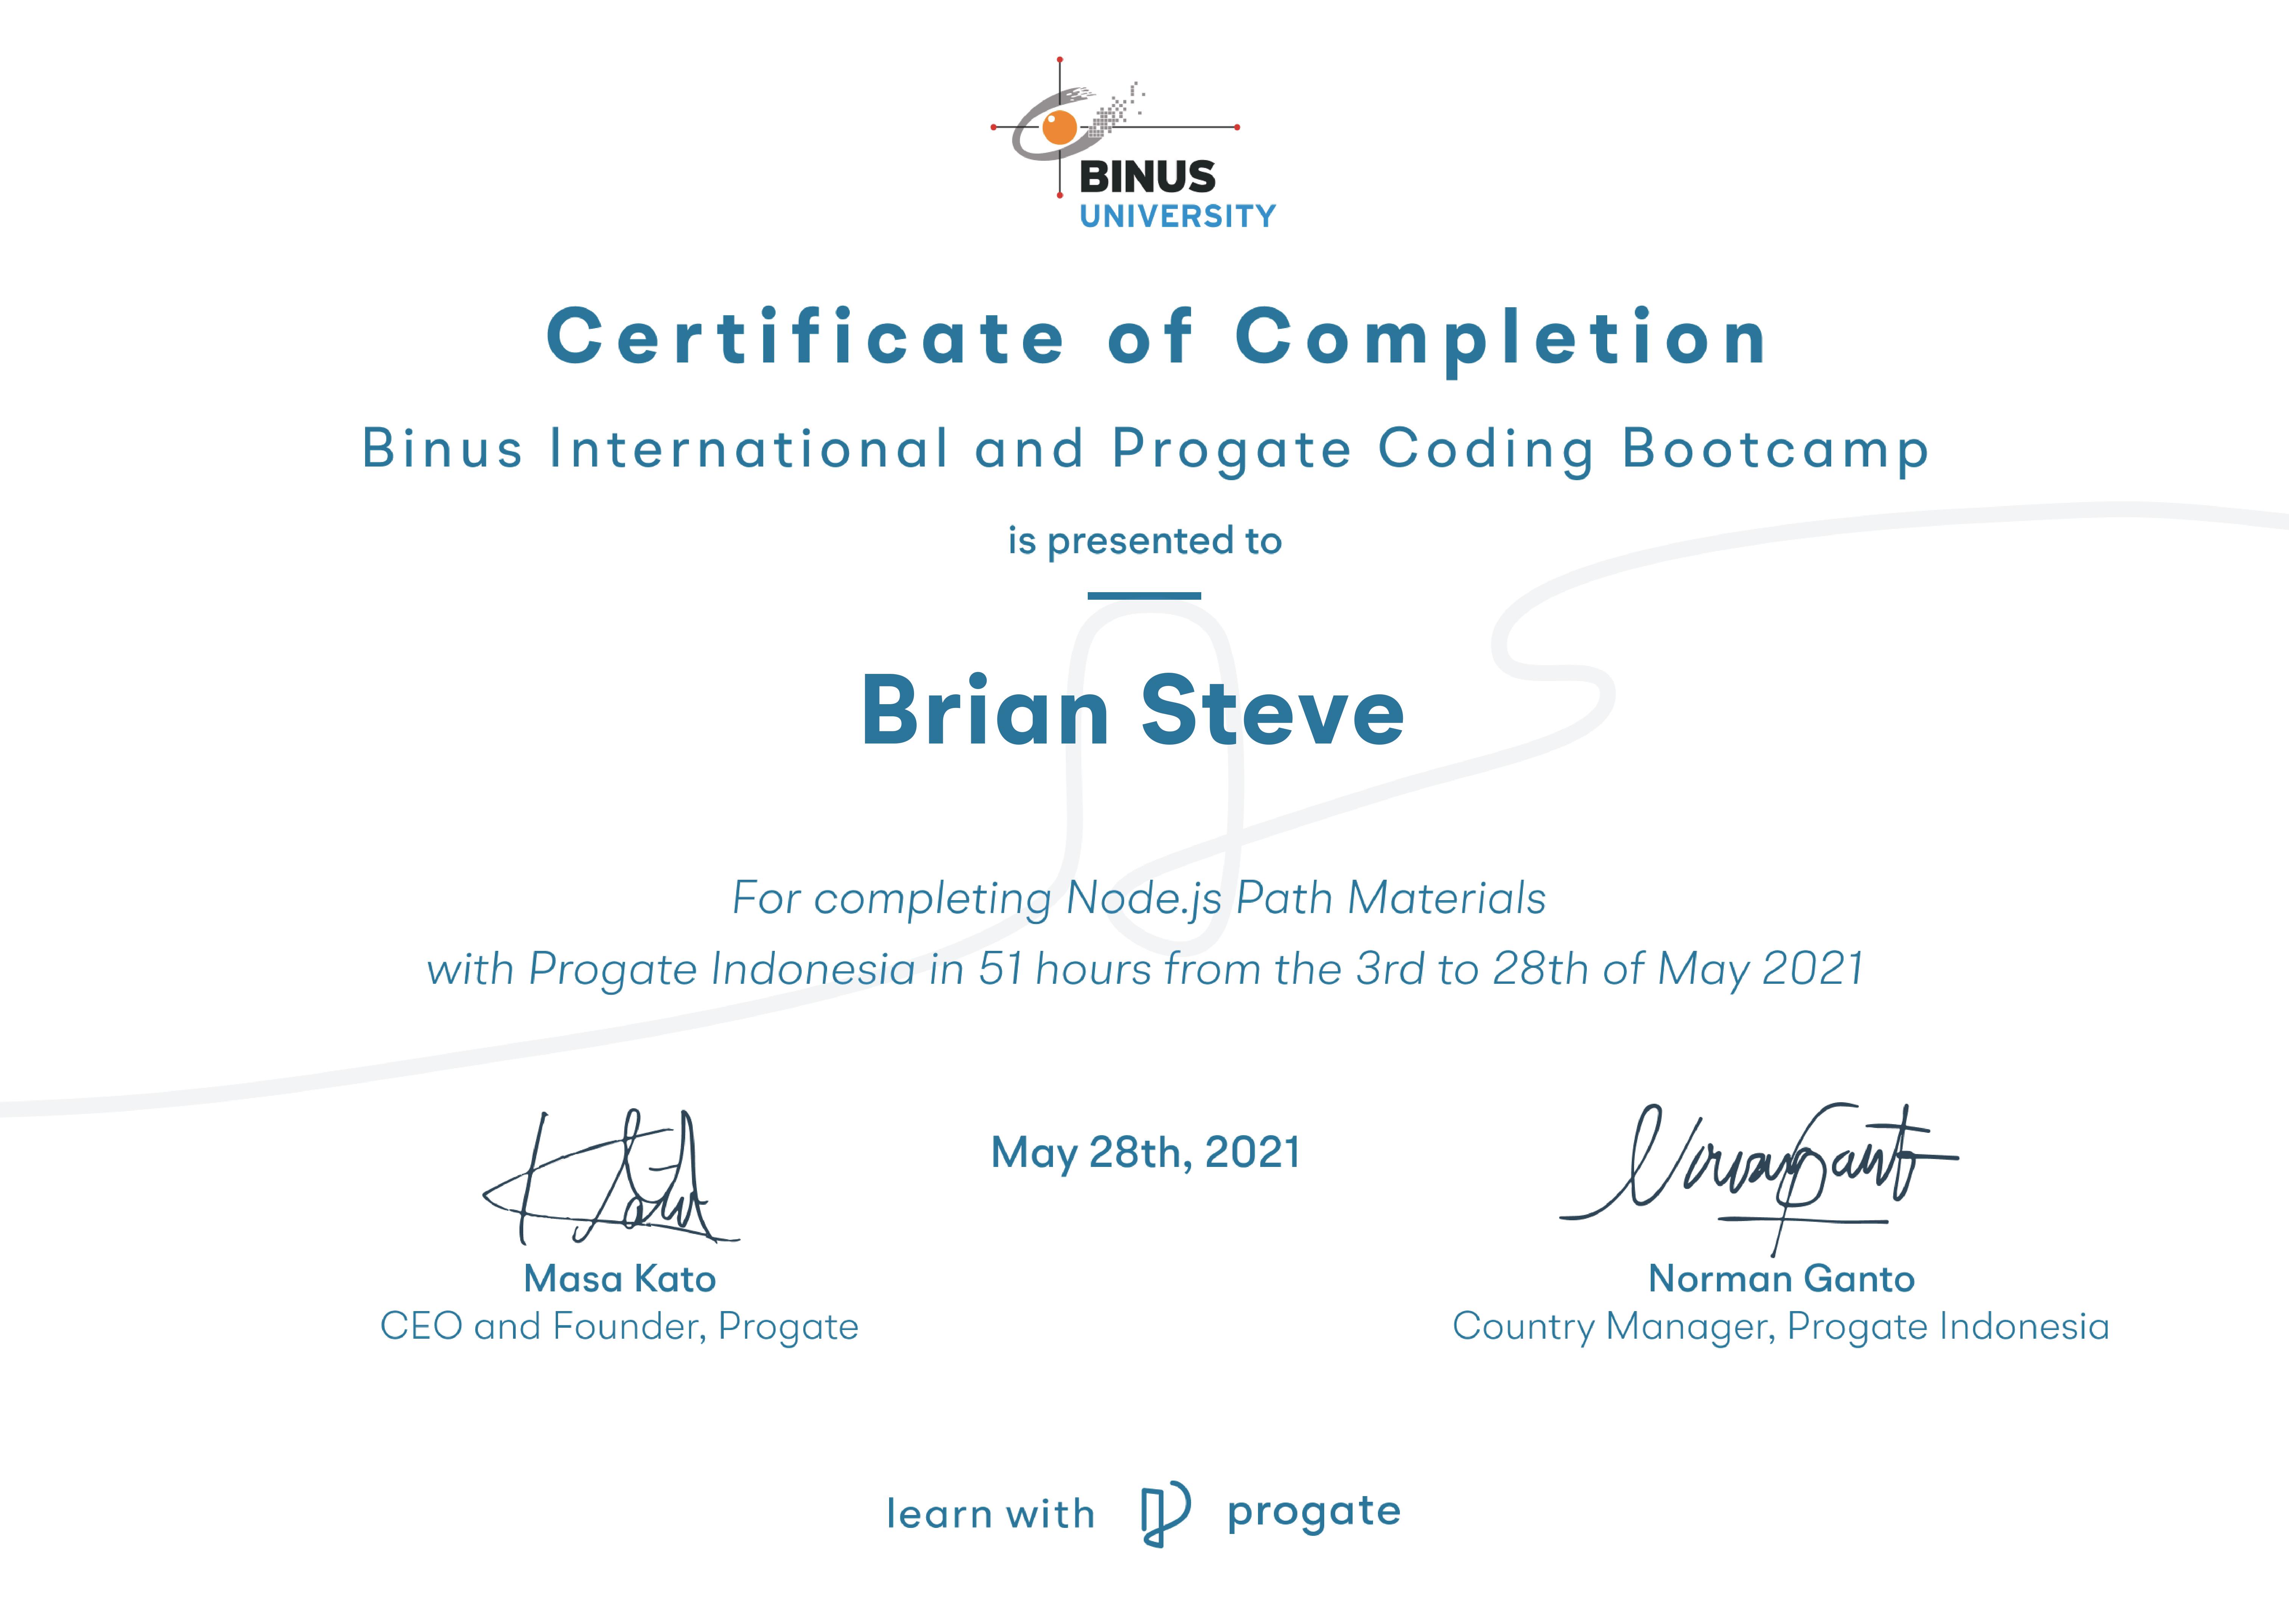 BINUS
UNIVERSITY
Certificate of Completion
Binus International and Progate Coding Bootcamp
is presented to
Brian Steve
For completing Node.js Path Materials
with Progate Indonesia in 51 hours from the 3rd to 28th of May 2021
May 28th, 2021
Masa Kato
CEO and Founder, Progate
Norman Ganto
Country Manager, Progate Indonesia
learn with progate